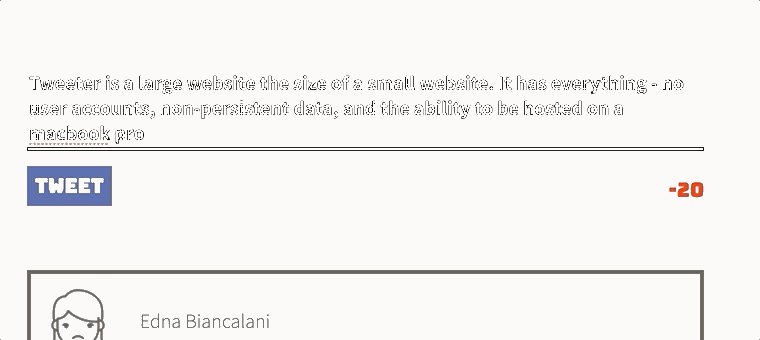 Tweeter is a large website the size of a small website. It has everything - no
user accounts, non-persistent data, and the ability to be hosted on a
macbook pro
TWEET
-20
Edna Biancalani